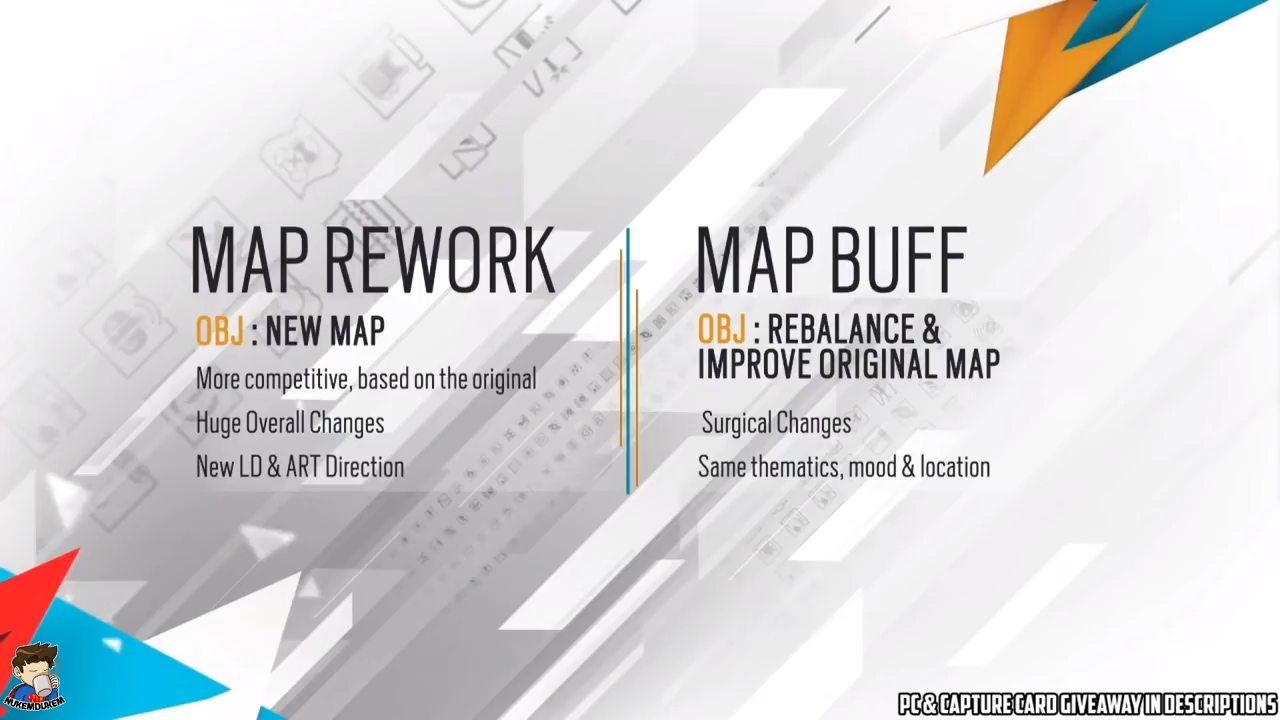 MAP REWORK
OBJ : NEW MAP
More competitive, based on the original
Huge Overall Changes
New LD & ART Direction
MAP BUFF
OBJ : REBALANCE &
IMPROVE ORIGINAL MAP
Surgical Changes
Same thematics, mood & location
NUKEMDUKEM
PC & CAPTURE CARD GIVEAWAY IN DESCRIPTIONS